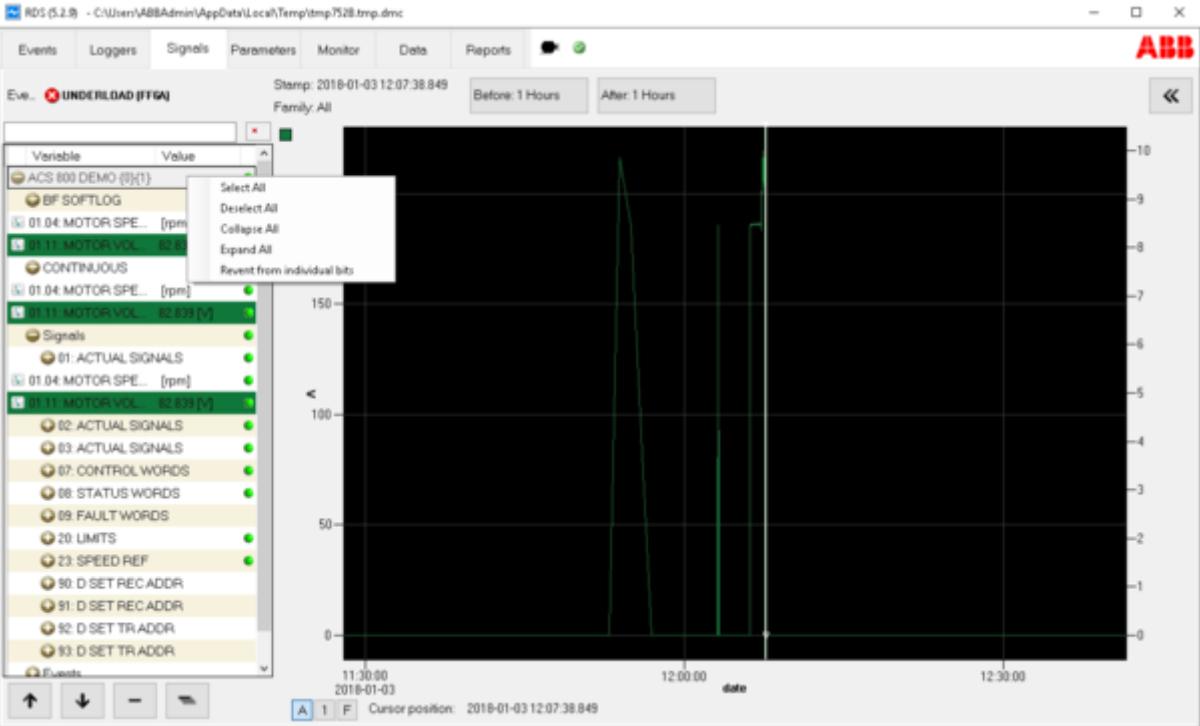 RDS (5.2.9) - C:\Users\ABBAdmin\AppData\Local\Temp\tmp7528.tmp.dmc
Events Loggers Signals Parameters Monitor Data Reports
ABB
Eve... UNDERLOAD (FF6A)
Stamp: 2018-01-03 12:07:38.849
Family: All
Before: 1 Hours
After: 1 Hours
Variable Value
ACS 800 DEMO {0}{1}
BF SOFTLOG
01.04: MOTOR SPE... [rpm
01.11: MOTOR VOL... 82.83
CONTINUOUS
01.04: MOTOR SPE... [rpm]
01.11: MOTOR VOL... 82.839 [V]
Signals
01: ACTUAL SIGNALS
01.04: MOTOR SPE... [rpm]
01.11: MOTOR VOL... 82.839 [V]
02: ACTUAL SIGNALS
03: ACTUAL SIGNALS
07: CONTROL WORDS
08: STATUS WORDS
09: FAULT WORDS
20: LIMITS
23: SPEED REF
90: D SET REC ADDR
91: D SET REC ADDR
92: D SET TR ADDR
93: D SET TR ADDR
Events
Select All
Deselect All
Collapse All
Expand All
Revent from individual bits
150
100
50
0
V
10
9
8
7
6
5
4
3
2
1
0
11:30:00 12:00:00 12:30:00
2018-01-03
date
A 1 F Cursor position: 2018-01-03 12:07:38.849